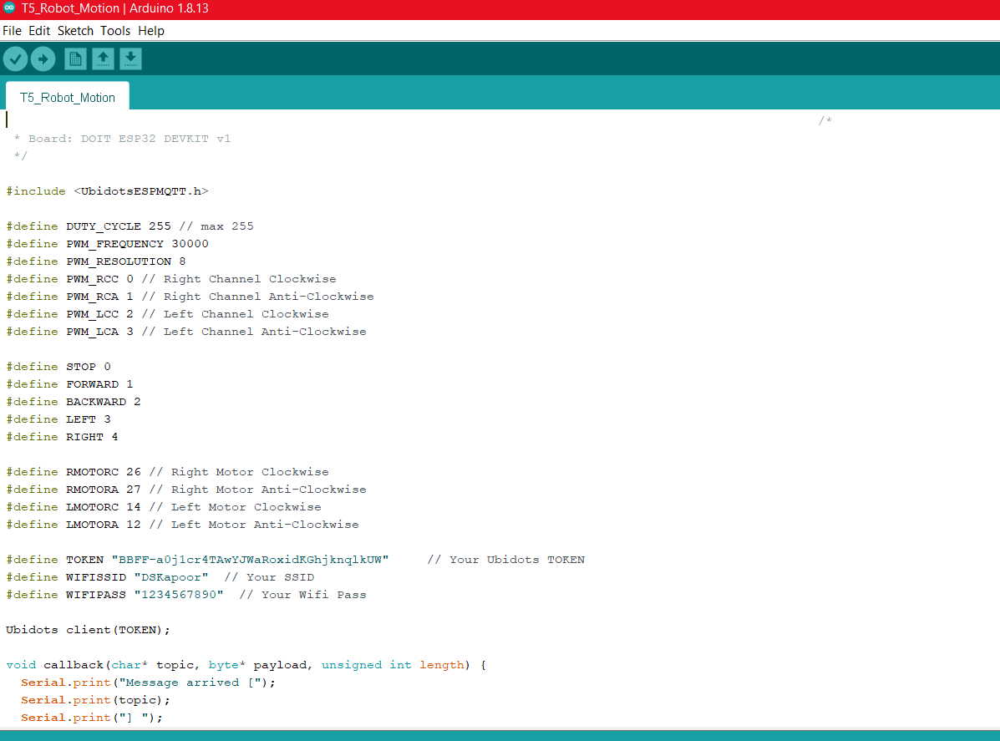 T5_Robot_Motion | Arduino 1.8.13
File Edit Sketch Tools Help
T5_Robot_Motion
/*
* Board: DOIT ESP32 DEVKIT v1
*/
#include <UbidotsESPMQTT.h>
#define DUTY_CYCLE 255 // max 255
#define PWM_FREQUENCY 30000
#define PWM_RESOLUTION 8
#define PWM_RCC 0 // Right Channel Clockwise
#define PWM_RCA 1 // Right Channel Anti-Clockwise
#define PWM_LCC 2 // Left Channel Clockwise
#define PWM_LCA 3 // Left Channel Anti-Clockwise
#define STOP 0
#define FORWARD 1
#define BACKWARD 2
#define LEFT 3
#define RIGHT 4
#define RMOTORC 26 // Right Motor Clockwise
#define RMOTORA 27 // Right Motor Anti-Clockwise
#define LMOTORC 14 // Left Motor Clockwise
#define LMOTORA 12 // Left Motor Anti-Clockwise
#define TOKEN "BBFF-a0j1cr4TAwYJWaRoxidKGhjknqlkUW" // Your Ubidots TOKEN
#define WIFISSID "DSKapoor" // Your SSID
#define WIFIPASS "1234567890" // Your Wifi Pass
Ubidots client(TOKEN);
void callback(char* topic, byte* payload, unsigned int length) {
Serial.print("Message arrived [");
Serial.print(topic);
Serial.print("] ");